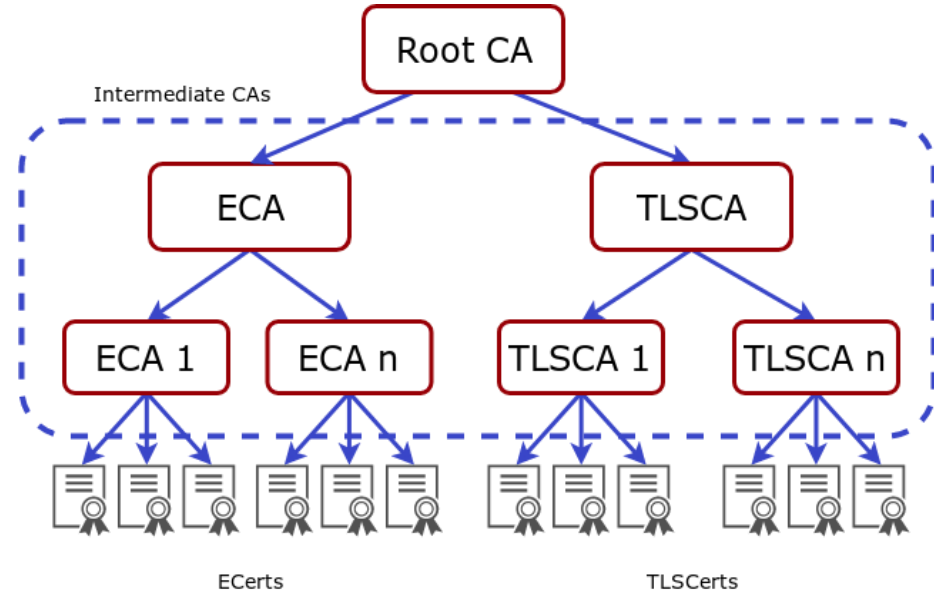 Root CA
Intermediate CAs
ECA
TLSCA
ECA 1
ECA n
TLSCA 1
TLSCA n
ECerts
TLSCerts